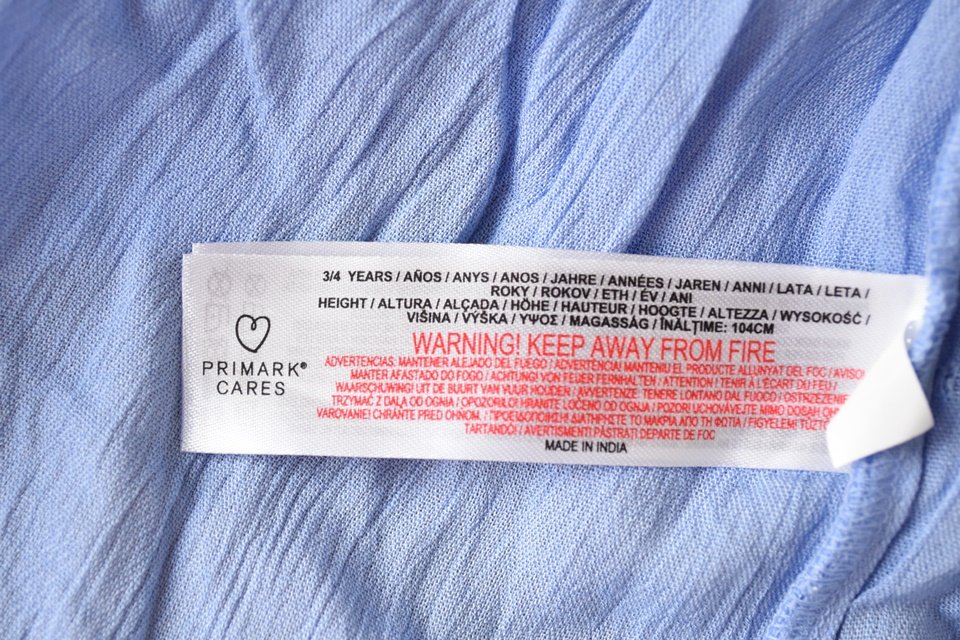 3/4 YEARS / AÑOS / ANYS / ANOS / JAHRE / ANNÉES / JAREN / ANNI / LATA / LETA /
ROKY / ROKOV / ΕΤΗ / ÉV / ANI
HEIGHT / ALTURA / ALÇADA / HÖHE / HAUTEUR / HOOGTE / ALTEZZA / WYSOKOŚĆ /
VIŠINA / VÝŠKA / ΥΨΟΣ / MAGASSÁG / ÎNĂLŢIME: 104CM
WARNING! KEEP AWAY FROM FIRE
ADVERTENCIAS: MANTENER ALEJADO DEL FUEGO / ADVERTÈNCIA! MANTENIU EL PRODUCTE ALLUNYAT DEL FOC / AVISO!
MANTER AFASTADO DO FOGO / ACHTUNG! VON FEUER FERNHALTEN / ATTENTION / TENIR À L'ÉCART DU FEU /
WAARSCHUWING! UIT DE BUURT VAN VUUR HOUDEN / AVVERTENZE: TENERE LONTANO DAL FUOCO / OSTRZEŻENIE
TRZYMAĆ Z DALA OD OGNIA / OPOZORILO! HRANITE LOČENO OD OGNJA / POZOR! UCHOVÁVEJTE MIMO DOSAH OHN
VAROVANIE! CHRÁŇTE PRED OHŇOM. / ΠΡΟΕΙΔΟΠΟΙΗΣΗ! ΔΙΑΤΗΡΗΣΤΕ ΤΟ ΜΑΚΡΙΑ ΑΠΟ ΤΗ ΦΩΤΙΑ / FIGYELEM! TŰZTŐ
TARTANDÓ! / AVERTISMENT! PĂSTRAȚI DEPARTE DE FOC
MADE IN INDIA
PRIMARK®
CARES